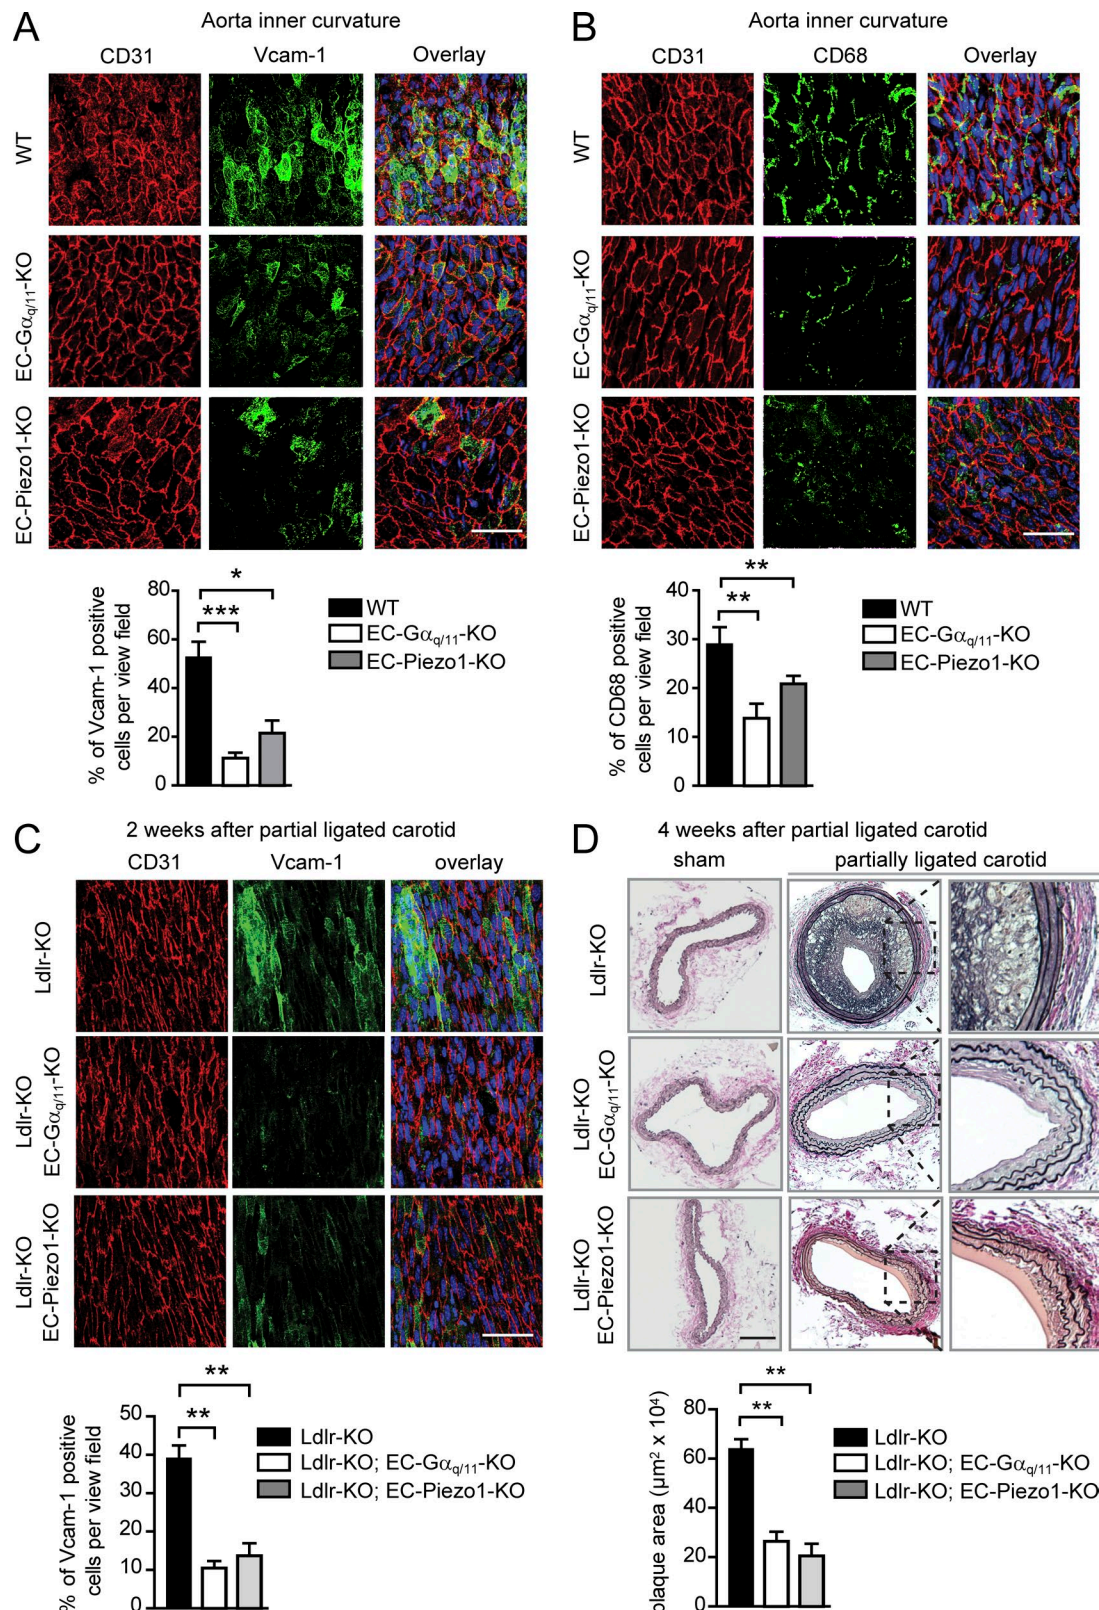 A
Aorta inner curvature
CD31 Vcam-1 Overlay
WT
EC-Gαq/11-KO
EC-Piezo1-KO
% of Vcam-1 positive
cells per view field
80
60
40
20
0
*
***
WT
EC-Gαq/11-KO
EC-Piezo1-KO
B
Aorta inner curvature
CD31 CD68 Overlay
WT
EC-Gαq/11-KO
EC-Piezo1-KO
% of CD68 positive
cells per view field
40
30
20
10
0
**
**
WT
EC-Gαq/11-KO
EC-Piezo1-KO
C
2 weeks after partial ligated carotid
CD31 Vcam-1 overlay
Ldlr-KO
Ldlr-KO
EC-Gαq/11-KO
Ldlr-KO
EC-Piezo1-KO
% of Vcam-1 positive
cells per view field
50
40
30
20
10
0
**
**
Ldlr-KO
Ldlr-KO; EC-Gαq/11-KO
Ldlr-KO; EC-Piezo1-KO
D
4 weeks after partial ligated carotid
sham partially ligated carotid
Ldlr-KO
Ldlr-KO
EC-Gαq/11-KO
Ldlr-KO
EC-Piezo1-KO
plaque area (µm² x 10⁴)
80
60
40
20
0
**
**
Ldlr-KO
Ldlr-KO; EC-Gαq/11-KO
Ldlr-KO; EC-Piezo1-KO